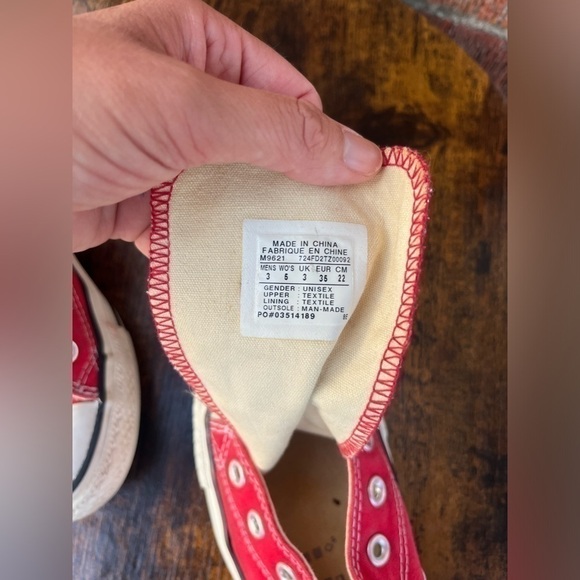 MADE IN CHINA
FABRIQUE EN CHINE
M9621 724FD2TZ00092
MENS WO'S UK EUR CM
3 5 3 35 22
GENDER : UNISEX
UPPER : TEXTILE
LINING : TEXTILE
OUTSOLE : MAN-MADE
PO#03514189